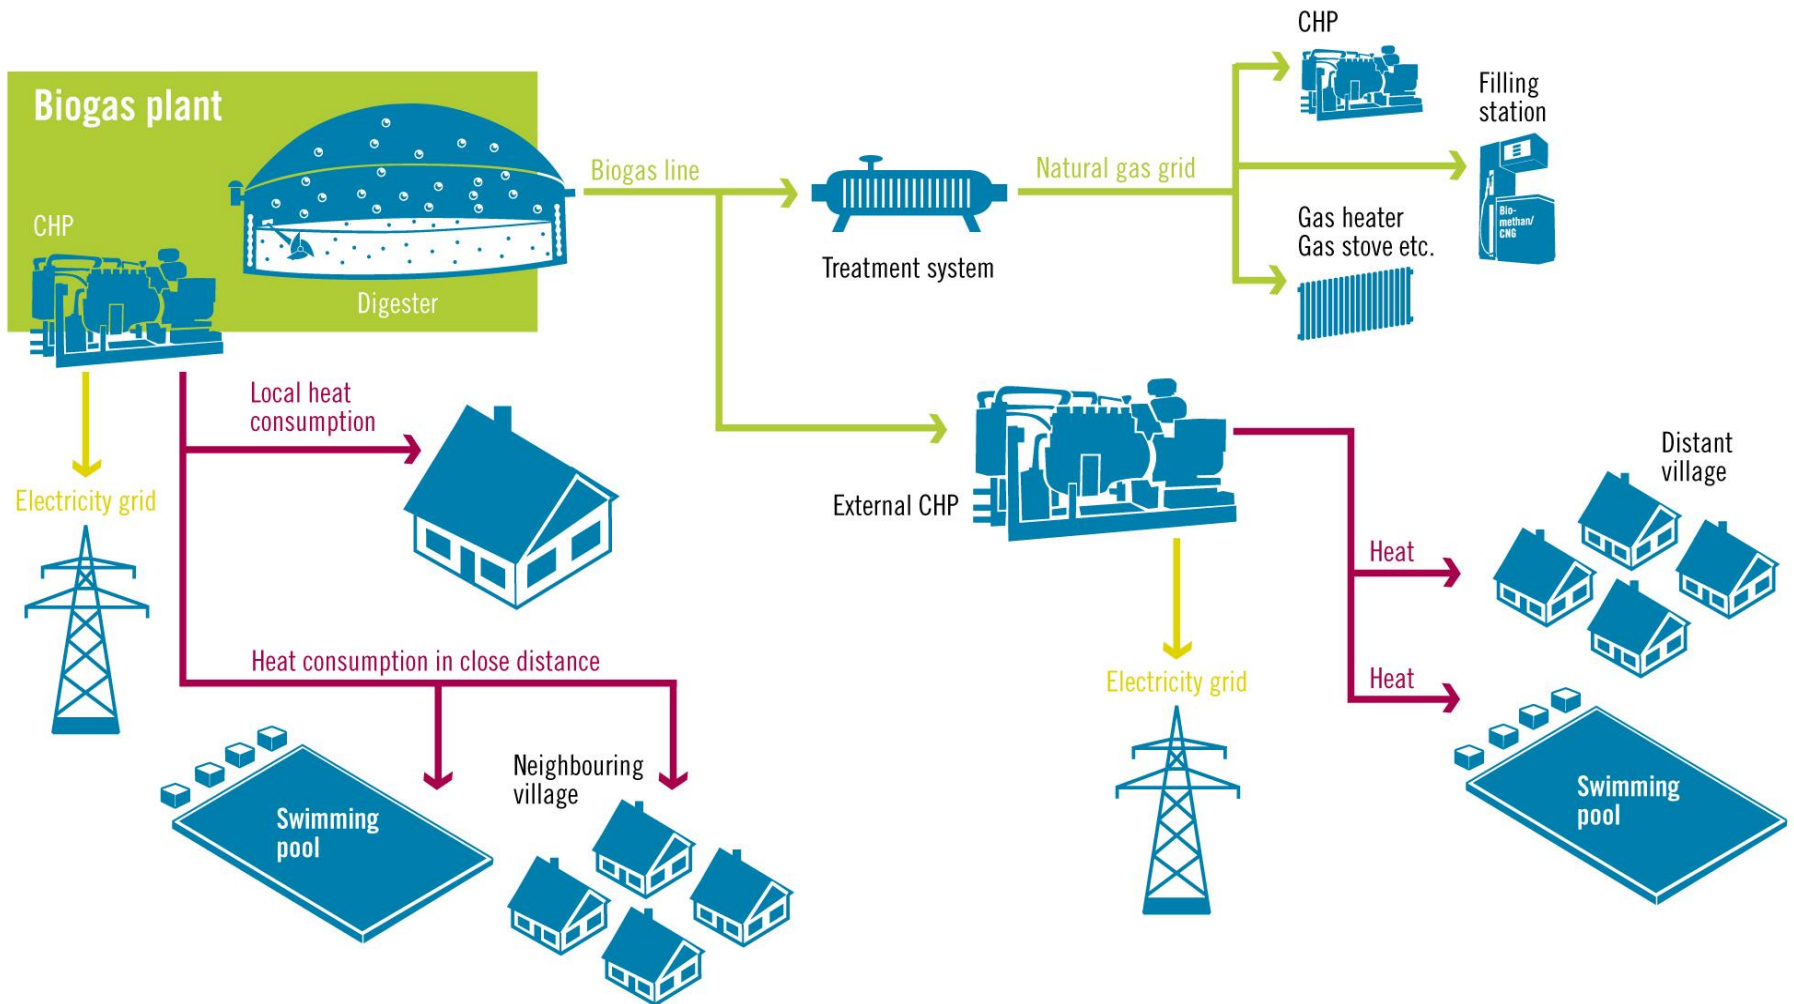 Biogas plant
CHP
Digester
Biogas line
Treatment system
Natural gas grid
CHP
Filling
station
Bio-
methan/
CNG
Gas heater
Gas stove etc.
Local heat
consumption
Electricity grid
Heat consumption in close distance
Swimming
pool
Neighbouring
village
External CHP
Electricity grid
Heat
Distant
village
Heat
Swimming
pool